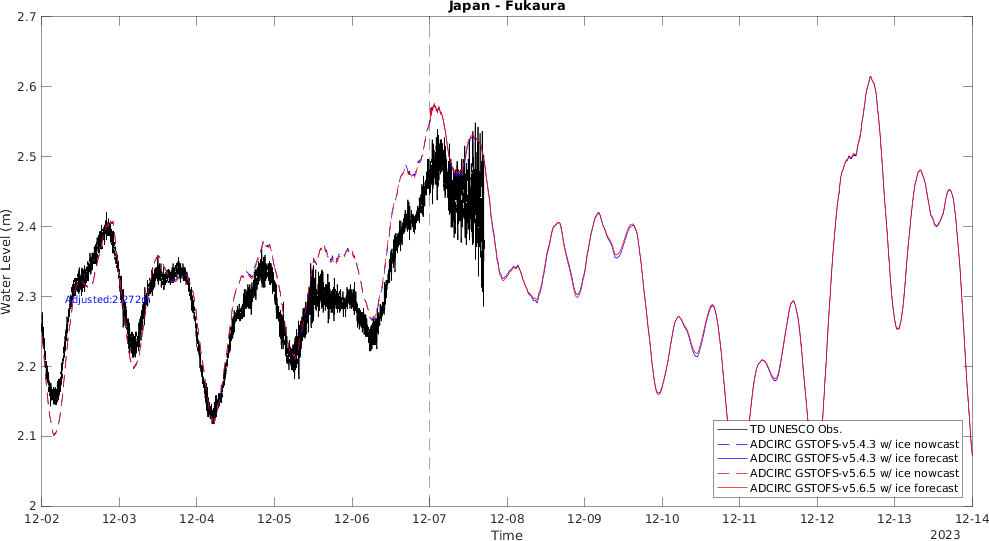 Japan - Fukaura
Water Level (m)
2.7
2.6
2.5
2.4
2.3
2.2
2.1
2
Adjusted:2.272m
TD UNESCO Obs.
ADCIRC GSTOFS-v5.4.3 w/ ice nowcast
ADCIRC GSTOFS-v5.4.3 w/ ice forecast
ADCIRC GSTOFS-v5.6.5 w/ ice nowcast
ADCIRC GSTOFS-v5.6.5 w/ ice forecast
12-02 12-03 12-04 12-05 12-06 12-07 12-08 12-09 12-10 12-11 12-12 12-13 12-14
Time
2023